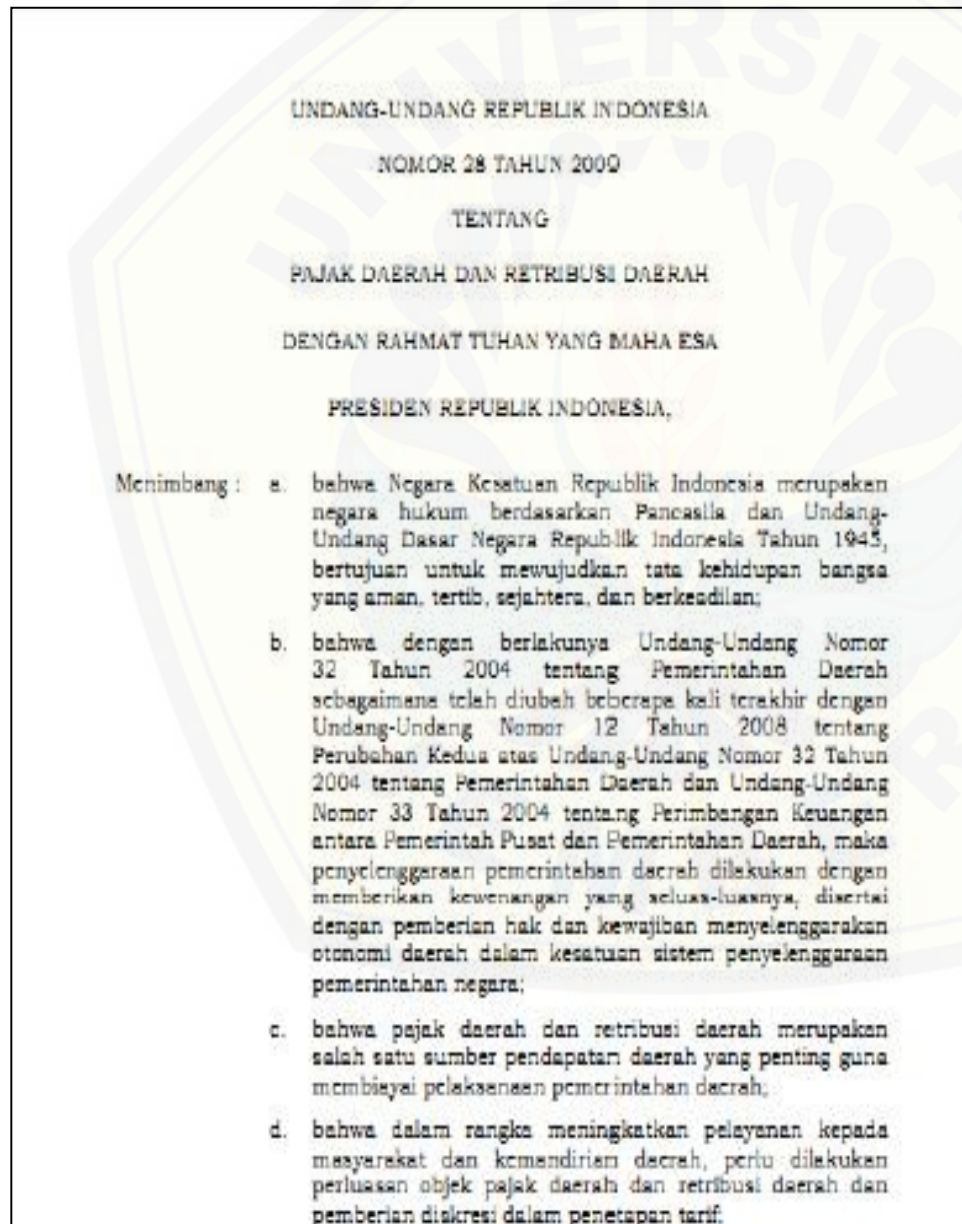 UNIVERSITA
UNDANG-UNDANG REPUBLIK INDONESIA
NOMOR 28 TAHUN 2009
TENTANG
PAJAK DAERAH DAN RETRIBUSI DAERAH
DENGAN RAHMAT TUHAN YANG MAHA ESA
PRESIDEN REPUBLIK INDONESIA,
Menimbang : a. bahwa Negara Kesatuan Republik Indonesia merupakan
negara hukum berdasarkan Pancasila dan Undang-
Undang Dasar Negara Republik Indonesia Tahun 1945,
bertujuan untuk mewujudkan tata kehidupan bangsa
yang aman, tertib, sejahtera, dan berkeadilan;
b. bahwa dengan berlakunya Undang-Undang Nomor
32 Tahun 2004 tentang Pemerintahan Daerah
sebagaimana telah diubah beberapa kali terakhir dengan
Undang-Undang Nomor 12 Tahun 2008 tentang
Perubahan Kedua atas Undang-Undang Nomor 32 Tahun
2004 tentang Pemerintahan Daerah dan Undang-Undang
Nomor 33 Tahun 2004 tentang Perimbangan Keuangan
antara Pemerintah Pusat dan Pemerintahan Daerah, maka
penyelenggaraan pemerintahan daerah dilakukan dengan
memberikan kewenangan yang seluas-luasnya, disertai
dengan pemberian hak dan kewajiban menyelenggarakan
otonomi daerah dalam kesatuan sistem penyelenggaraan
pemerintahan negara;
c. bahwa pajak daerah dan retribusi daerah merupakan
salah satu sumber pendapatan daerah yang penting guna
membiayai pelaksanaan pemerintahan daerah;
d. bahwa dalam rangka meningkatkan pelayanan kepada
masyarakat dan kemandirian daerah, perlu dilakukan
perluasan objek pajak daerah dan retribusi daerah dan
pemberian diskresi dalam penetapan tarif;